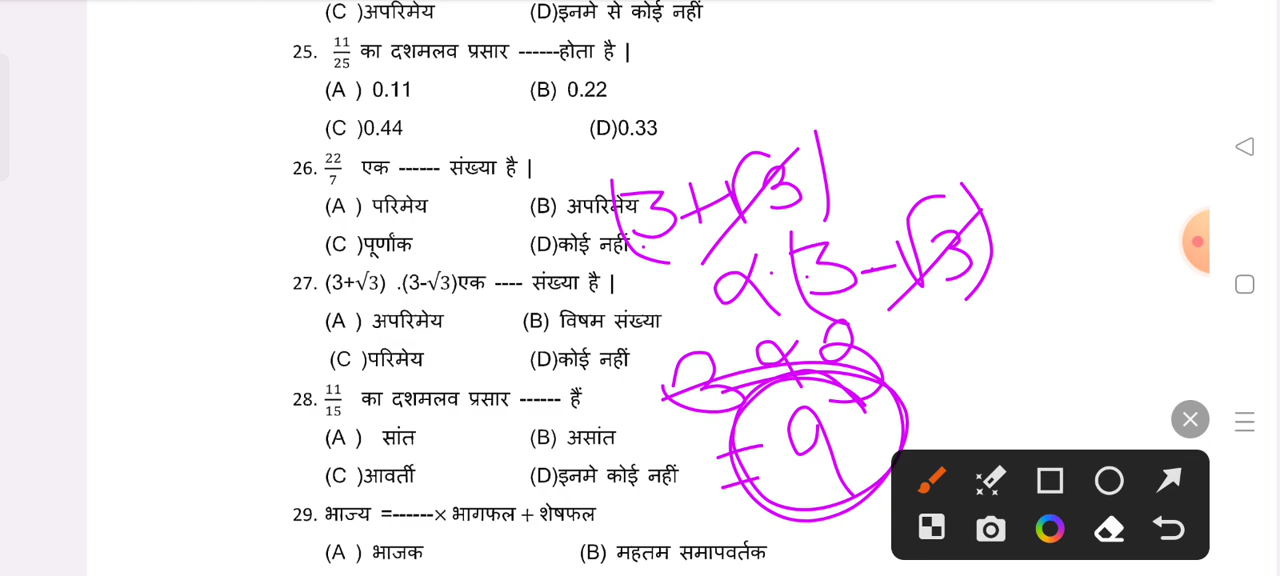 (C )अपरिमेय (D)इनमे से कोई नहीं
25. 11/25 का दशमलव प्रसार ------होता है |
(A ) 0.11 (B) 0.22
(C )0.44 (D)0.33
26. 22/7 एक ------ संख्या है |
(A ) परिमेय (B) अपरिमेय
(C )पूर्णांक (D)कोई नहीं
(3+√3)
27. (3+√3) .(3-√3)एक ---- संख्या है |
× (3-√3)
(A ) अपरिमेय (B) विषम संख्या
(C )परिमेय (D)कोई नहीं
3 × 3
28. 11/15 का दशमलव प्रसार ------ हैं
(A ) सांत (B) असांत
= 9
(C )आवर्ती (D)इनमे कोई नहीं
29. भाज्य =------× भागफल + शेषफल
(A ) भाजक (B) महतम समापवर्तक